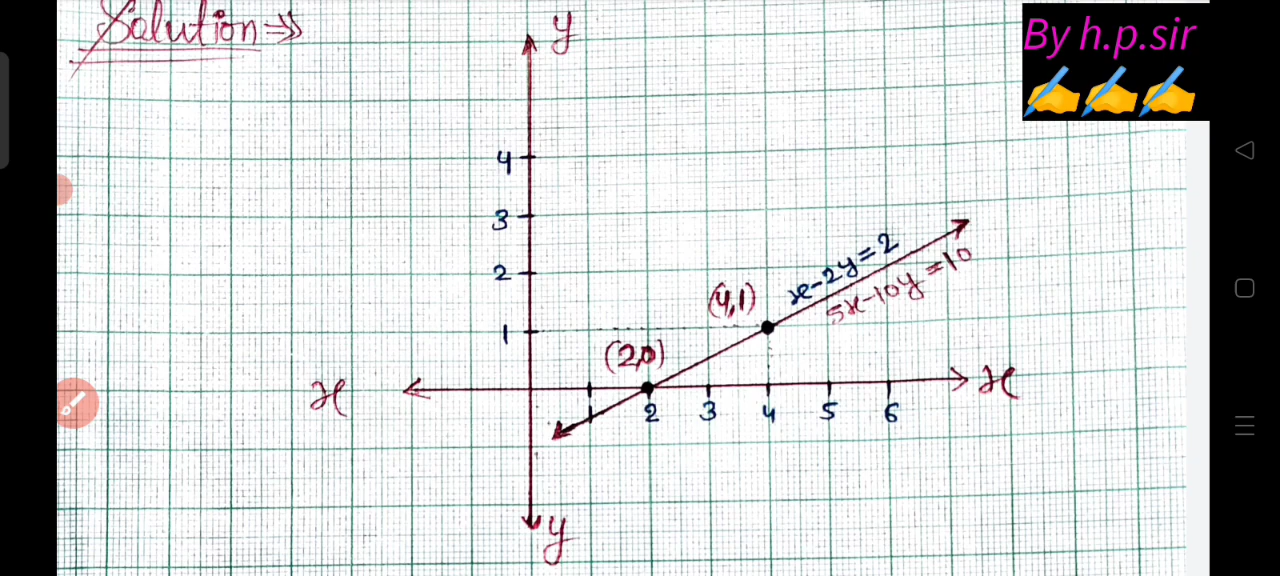 Solution ⇒
y
By h.p.sir
✍✍✍
4
3
2
1
x-2y=2
5x-10y=10
(4,1)
(2,0)
x
x
1 2 3 4 5 6
y